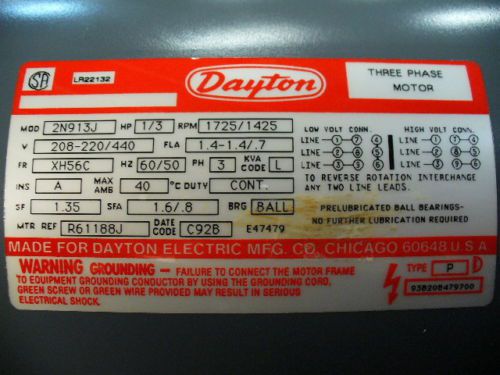 SA LR22132
Dayton
THREE PHASE
MOTOR
MOD 2N913J HP 1/3 RPM 1725/1425
V 208-220/440 FLA 1.4-1.4/.7
FR XH56C HZ 60/50 PH 3 KVA CODE L
INS A MAX AMB 40 °C DUTY CONT.
SF 1.35 SFA 1.6/.8 BRG BALL
MTR REF R61188J DATE CODE C92B E47479
LOW VOLT CONN. HIGH VOLT CONN.
LINE 1 7 4 LINE 1 7 4
LINE 2 8 5 LINE 2 8 5
LINE 3 9 6 LINE 3 9 6
TO REVERSE ROTATION INTERCHANGE
ANY TWO LINE LEADS.
PRELUBRICATED BALL BEARINGS-
NO FURTHER LUBRICATION REQUIRED
MADE FOR DAYTON ELECTRIC MFG. CO. CHICAGO 60648 U.S A
WARNING GROUNDING - FAILURE TO CONNECT THE MOTOR FRAME
TO EQUIPMENT GROUNDING CONDUCTOR BY USING THE GROUNDING CORD,
GREEN SCREW OR GREEN WIRE PROVIDED MAY RESULT IN SERIOUS
ELECTRICAL SHOCK.
TYPE P D
938208479700